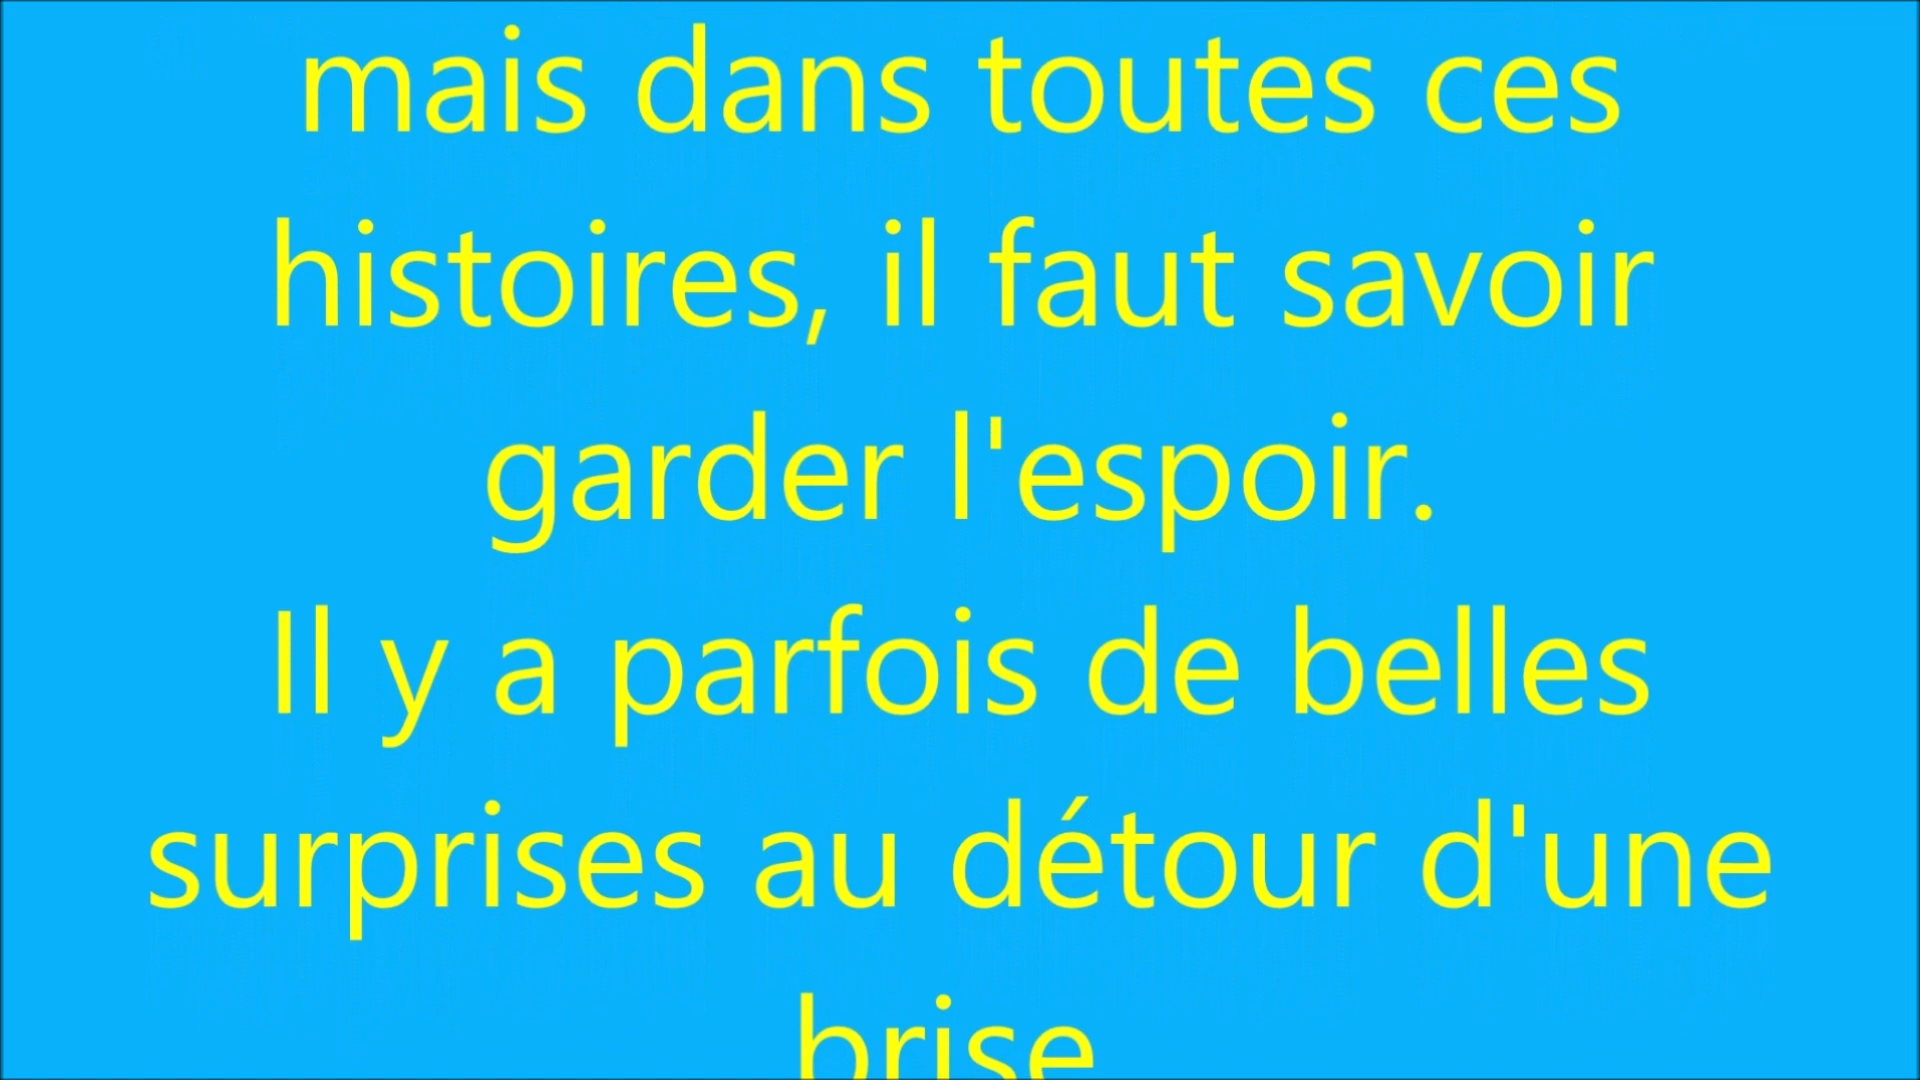 mais dans toutes ces
histoires, il faut savoir
garder l'espoir.
Il y a parfois de belles
surprises au détour d'une
brise